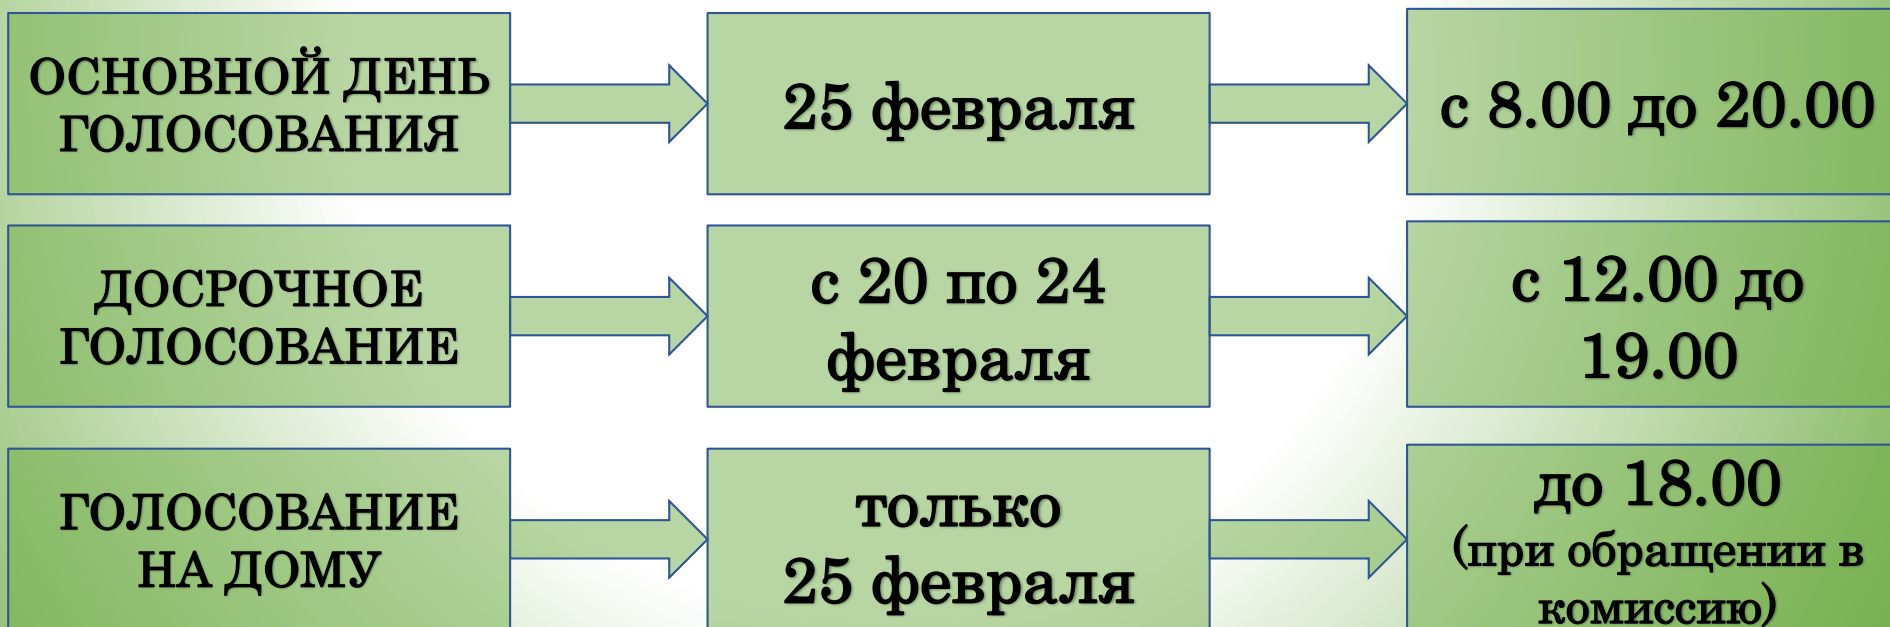 ОСНОВНОЙ ДЕНЬ
ГОЛОСОВАНИЯ
25 февраля
с 8.00 до 20.00
ДОСРОЧНОЕ
ГОЛОСОВАНИЕ
с 20 по 24
февраля
с 12.00 до
19.00
ГОЛОСОВАНИЕ
НА ДОМУ
только
25 февраля
до 18.00
(при обращении в
комиссию)